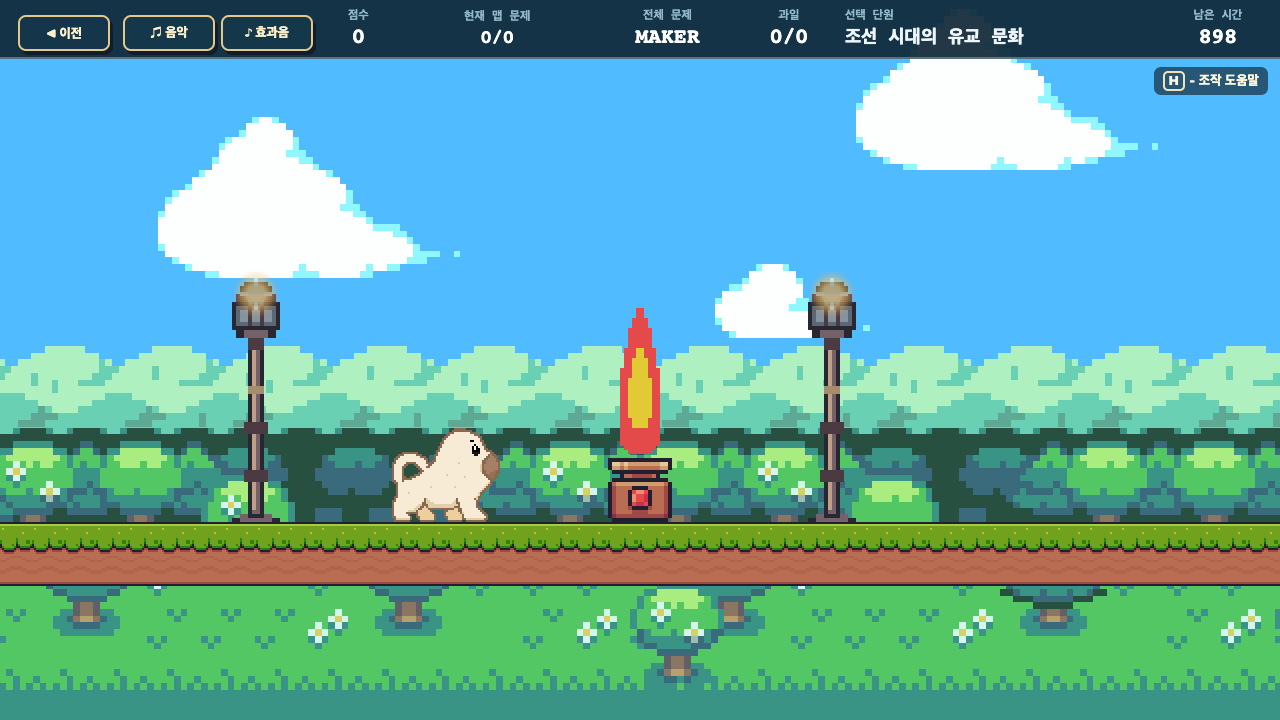 ◀ 이전
♫ 음악
♪ 효과음
점수
0
현재 맵 문제
0/0
전체 문제
MAKER
과일
0/0
선택 단원
조선 시대의 유교 문화
남은 시간
898
H - 조작 도움말